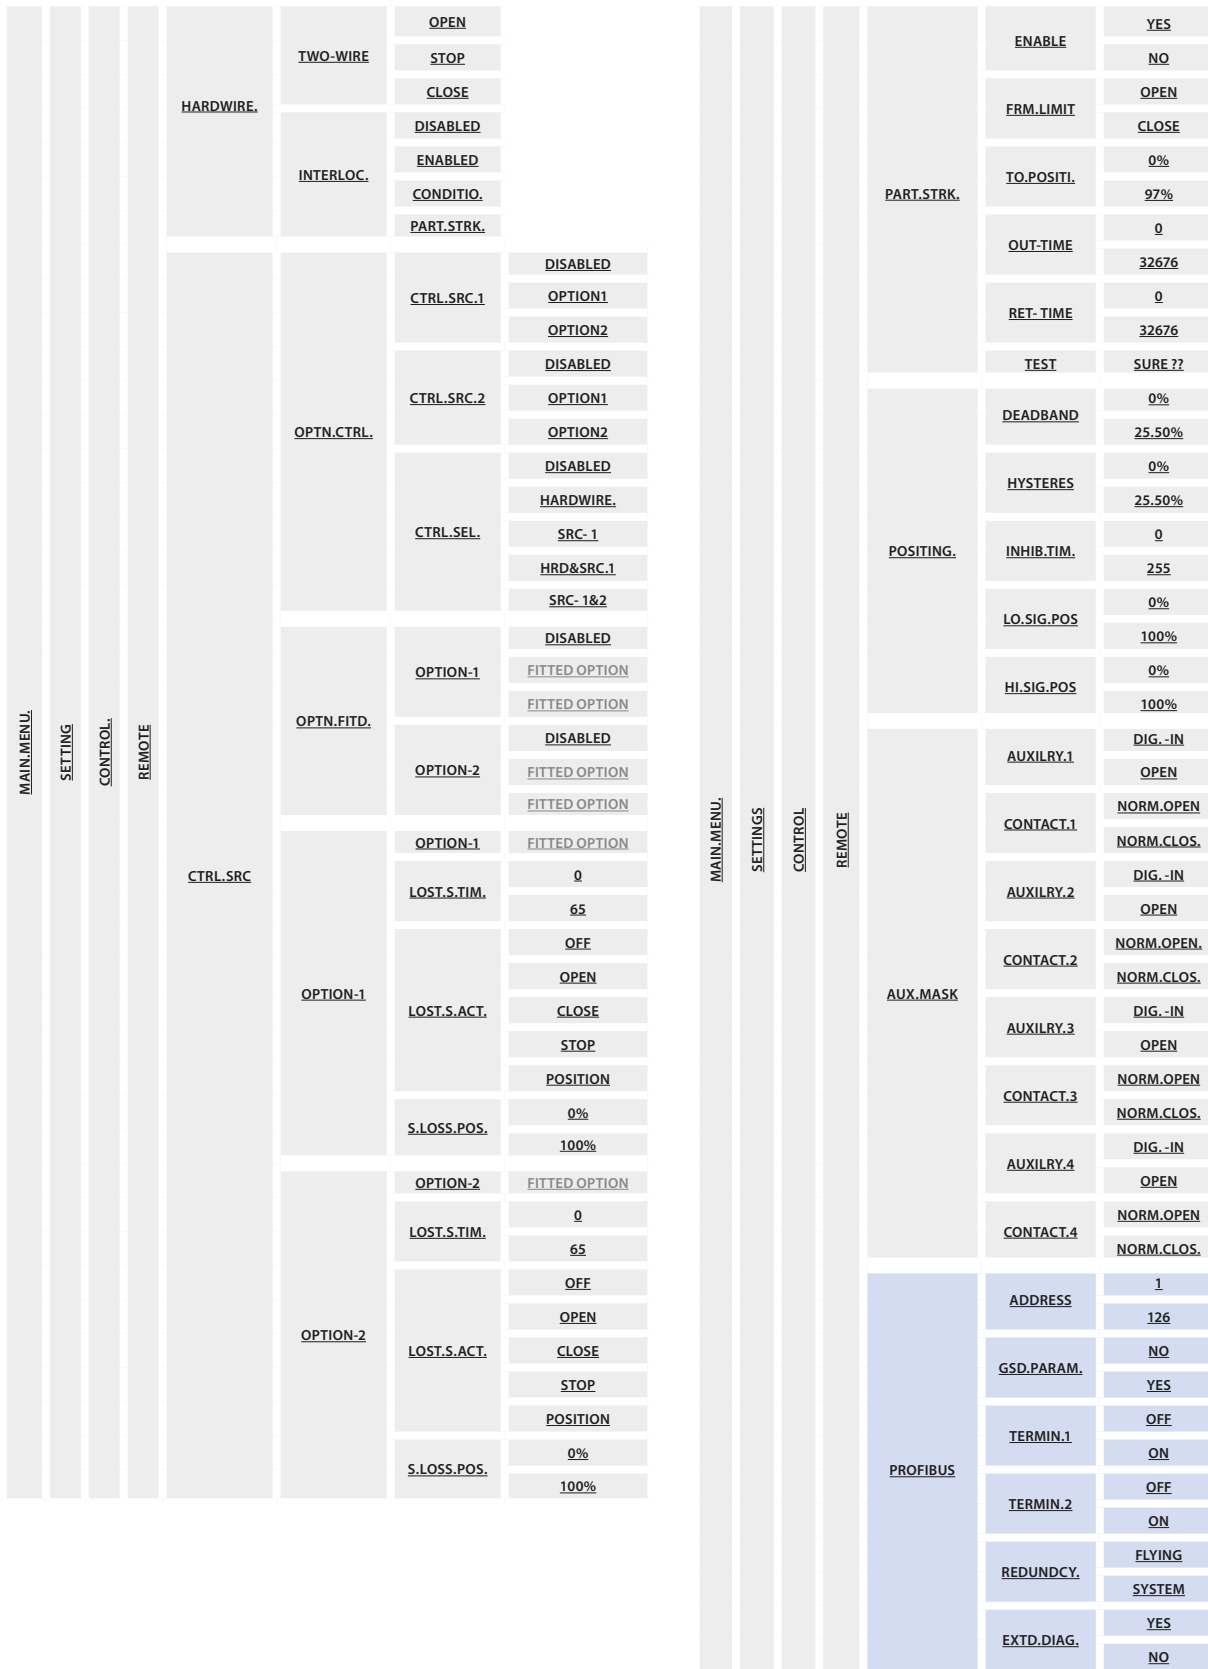 MAIN.MENU.
SETTING
CONTROL.
REMOTE
HARDWIRE.
TWO-WIRE
OPEN
STOP
CLOSE
INTERLOC.
DISABLED
ENABLED
CONDITIO.
PART.STRK.
CTRL.SRC
OPTN.CTRL.
CTRL.SRC.1
DISABLED
OPTION1
OPTION2
CTRL.SRC.2
DISABLED
OPTION1
OPTION2
CTRL.SEL.
DISABLED
HARDWIRE.
SRC- 1
HRD&SRC.1
SRC- 1&2
OPTN.FITD.
OPTION-1
DISABLED
FITTED OPTION
FITTED OPTION
OPTION-2
DISABLED
FITTED OPTION
FITTED OPTION
OPTION-1
OPTION-1
FITTED OPTION
LOST.S.TIM.
0
65
LOST.S.ACT.
OFF
OPEN
CLOSE
STOP
POSITION
S.LOSS.POS.
0%
100%
OPTION-2
OPTION-2
FITTED OPTION
LOST.S.TIM.
0
65
LOST.S.ACT.
OFF
OPEN
CLOSE
STOP
POSITION
S.LOSS.POS.
0%
100%
MAIN.MENU.
SETTINGS
CONTROL
REMOTE
PART.STRK.
ENABLE
YES
NO
FRM.LIMIT
OPEN
CLOSE
TO.POSITI.
0%
97%
OUT-TIME
0
32676
RET- TIME
0
32676
TEST
SURE ??
POSITING.
DEADBAND
0%
25.50%
HYSTERES
0%
25.50%
INHIB.TIM.
0
255
LO.SIG.POS
0%
100%
HI.SIG.POS
0%
100%
AUX.MASK
AUXILRY.1
DIG. -IN
OPEN
CONTACT.1
NORM.OPEN
NORM.CLOS.
AUXILRY.2
DIG. -IN
OPEN
CONTACT.2
NORM.OPEN.
NORM.CLOS.
AUXILRY.3
DIG. -IN
OPEN
CONTACT.3
NORM.OPEN
NORM.CLOS.
AUXILRY.4
DIG. -IN
OPEN
CONTACT.4
NORM.OPEN
NORM.CLOS.
PROFIBUS
ADDRESS
1
126
GSD.PARAM.
NO
YES
TERMIN.1
OFF
ON
TERMIN.2
OFF
ON
REDUNDCY.
FLYING
SYSTEM
EXTD.DIAG.
YES
NO